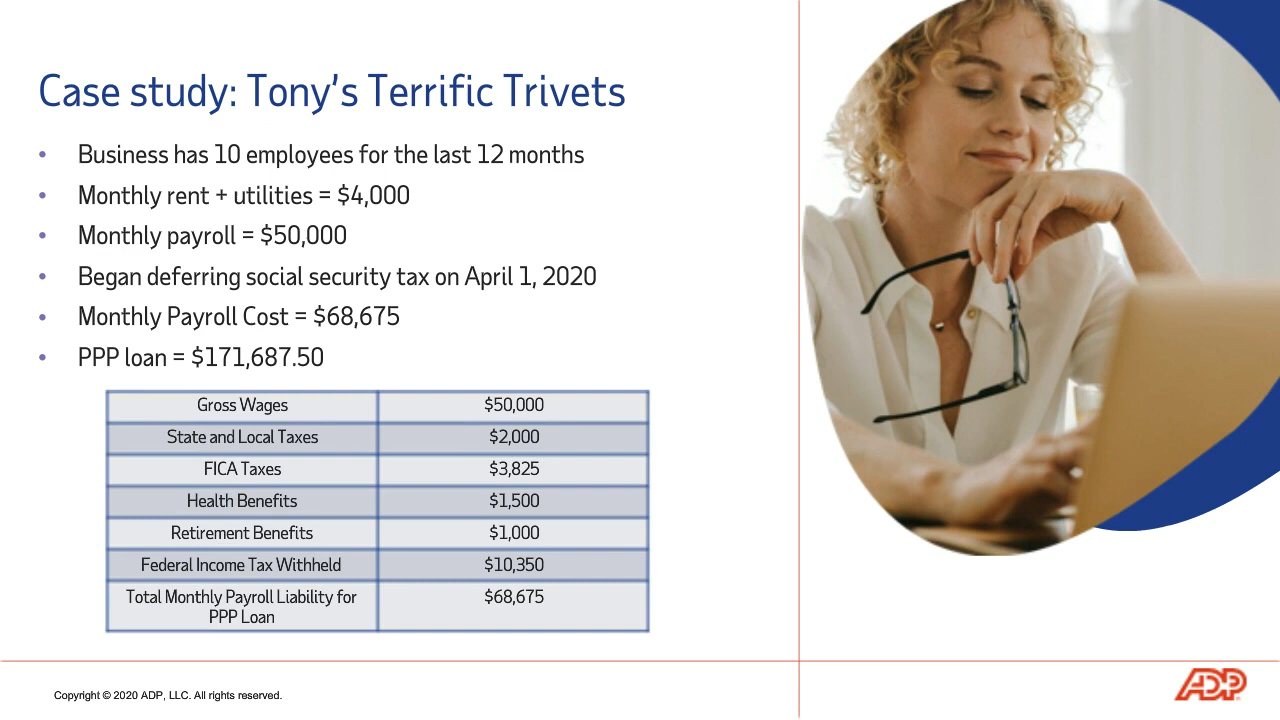 Case study: Tony's Terrific Trivets
• Business has 10 employees for the last 12 months
• Monthly rent + utilities = $4,000
• Monthly payroll = $50,000
• Began deferring social security tax on April 1, 2020
• Monthly Payroll Cost = $68,675
• PPP loan = $171,687.50
Gross Wages $50,000
State and Local Taxes $2,000
FICA Taxes $3,825
Health Benefits $1,500
Retirement Benefits $1,000
Federal Income Tax Withheld $10,350
Total Monthly Payroll Liability for $68,675
PPP Loan
Copyright © 2020 ADP, LLC. All rights reserved.
ADP